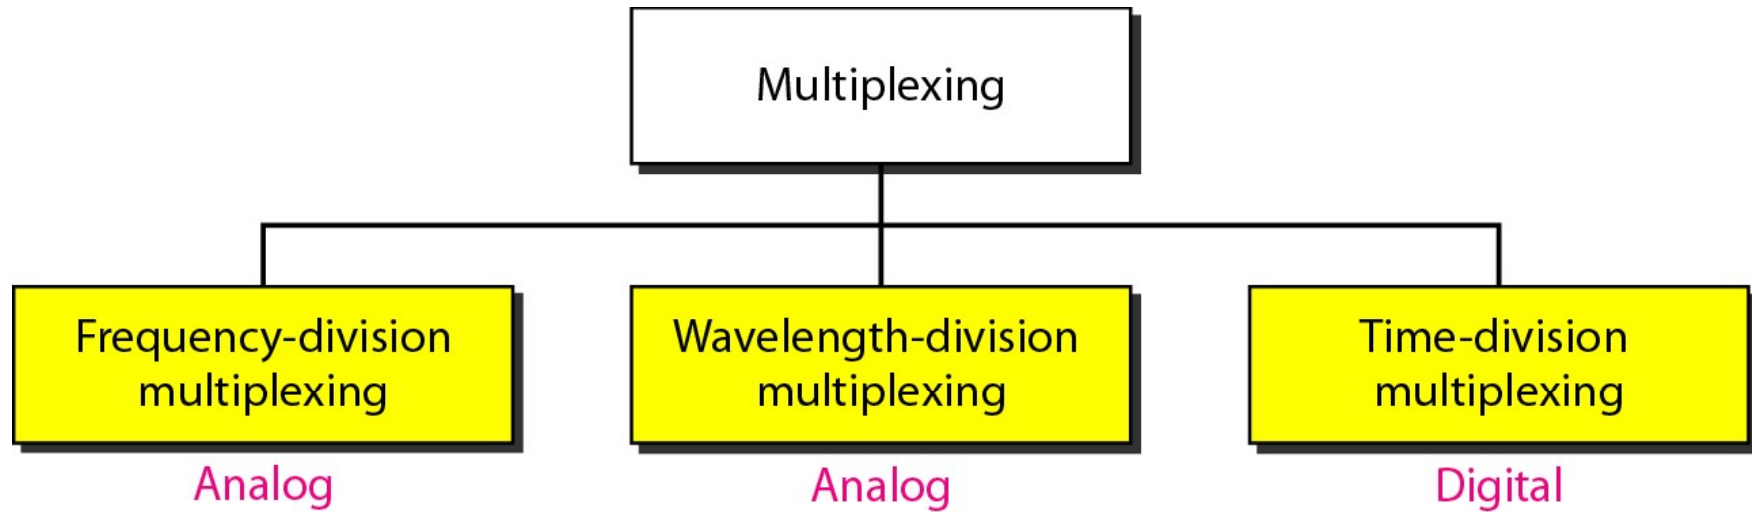 Multiplexing
Frequency-division
multiplexing
Wavelength-division
multiplexing
Time-division
multiplexing
Analog
Analog
Digital